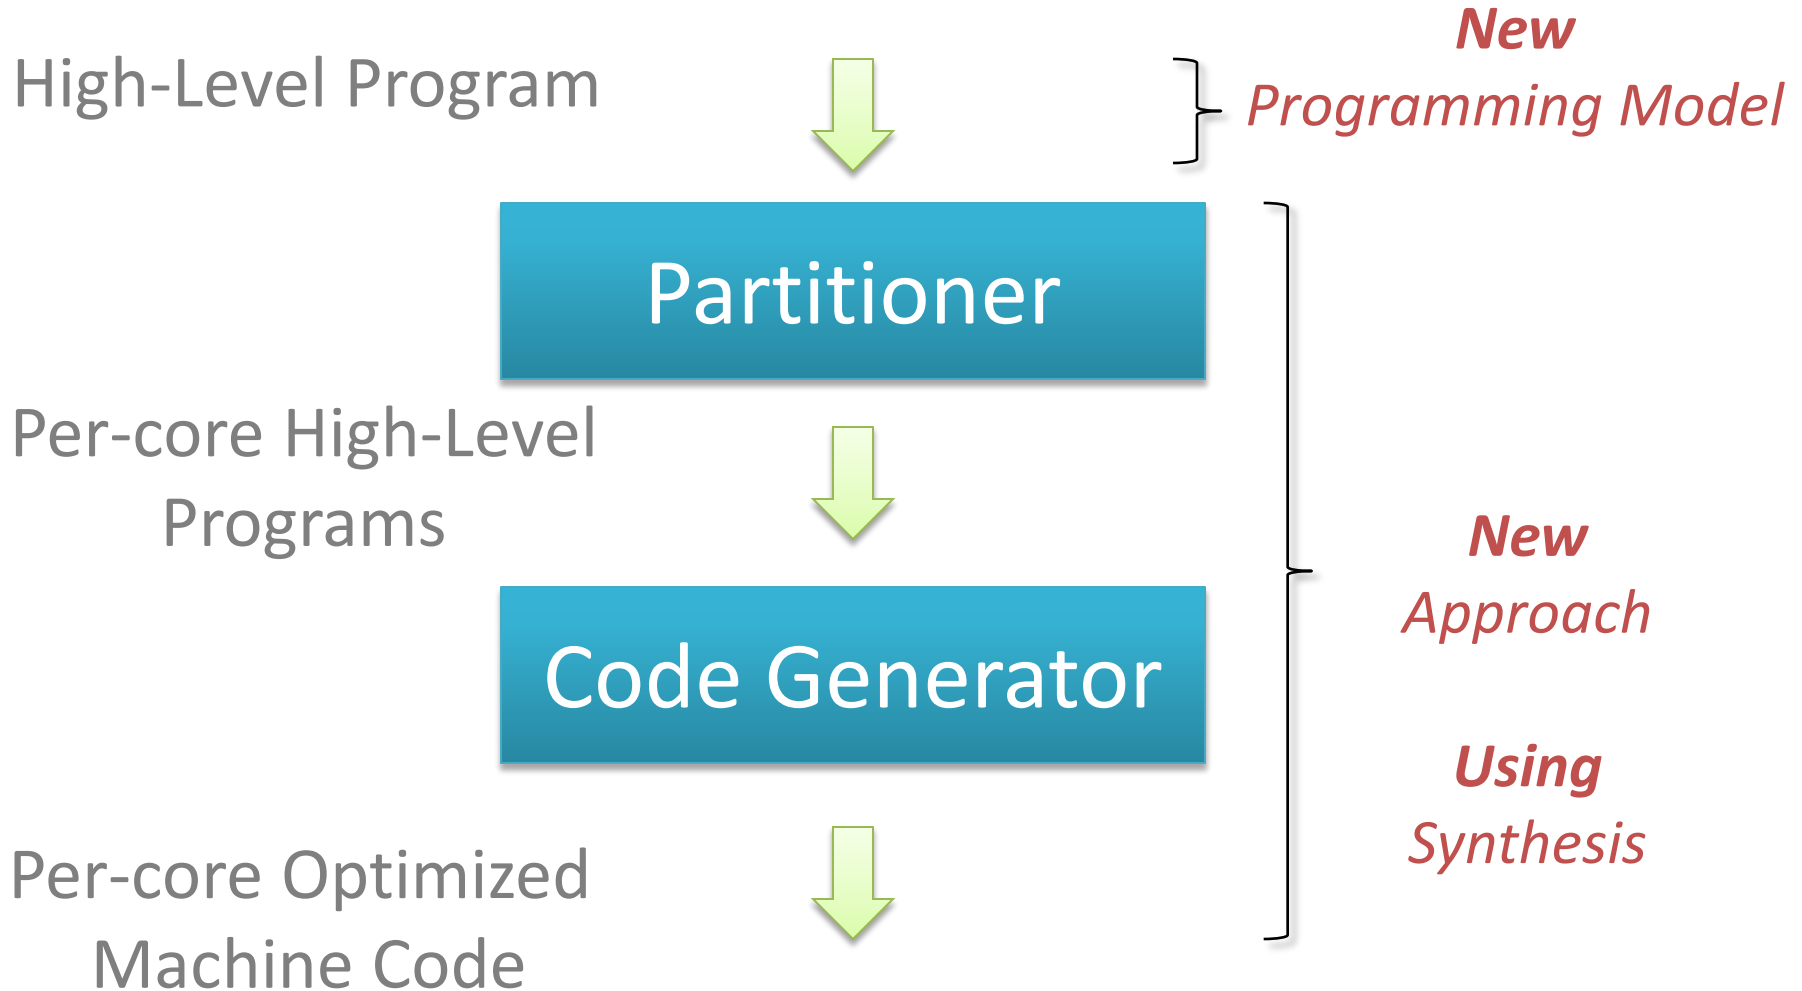 High-Level Program
New
Programming Model
Partitioner
Per-core High-Level
Programs
Code Generator
New
Approach
Using
Synthesis
Per-core Optimized
Machine Code